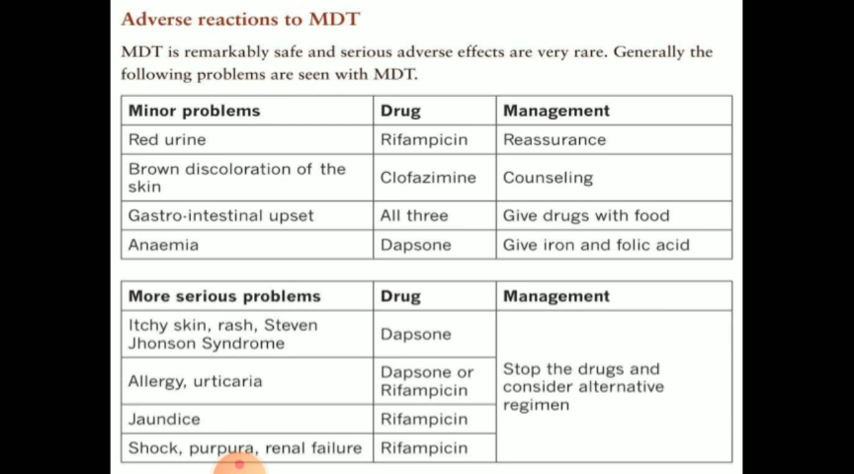 Adverse reactions to MDT
MDT is remarkably safe and serious adverse effects are very rare. Generally the
following problems are seen with MDT.
Minor problems Drug Management
Red urine Rifampicin Reassurance
Brown discoloration of the
skin Clofazimine Counseling
Gastro-intestinal upset All three Give drugs with food
Anaemia Dapsone Give iron and folic acid
More serious problems Drug Management
Itchy skin, rash, Steven
Jhonson Syndrome Dapsone
Allergy, urticaria Dapsone or
Rifampicin
Jaundice Rifampicin
Shock, purpura, renal failure Rifampicin
Stop the drugs and
consider alternative
regimen